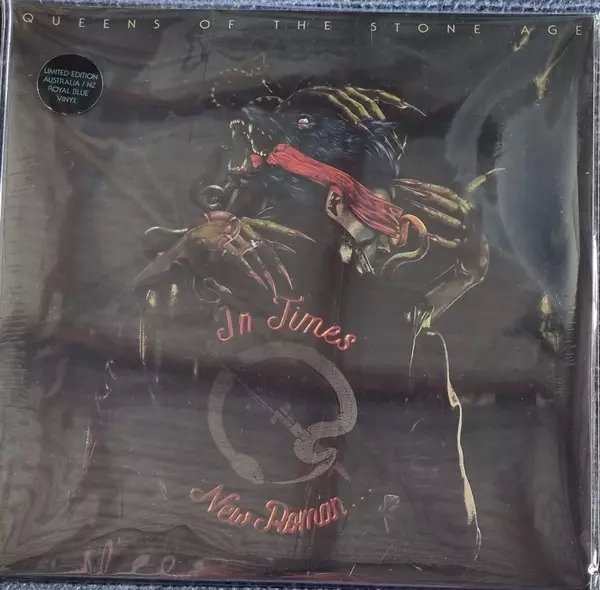 QUEENS OF THE STONE AGE
LIMITED EDITION
AUSTRALIA / NZ
ROYAL BLUE
VINYL
In Times
New Roman...